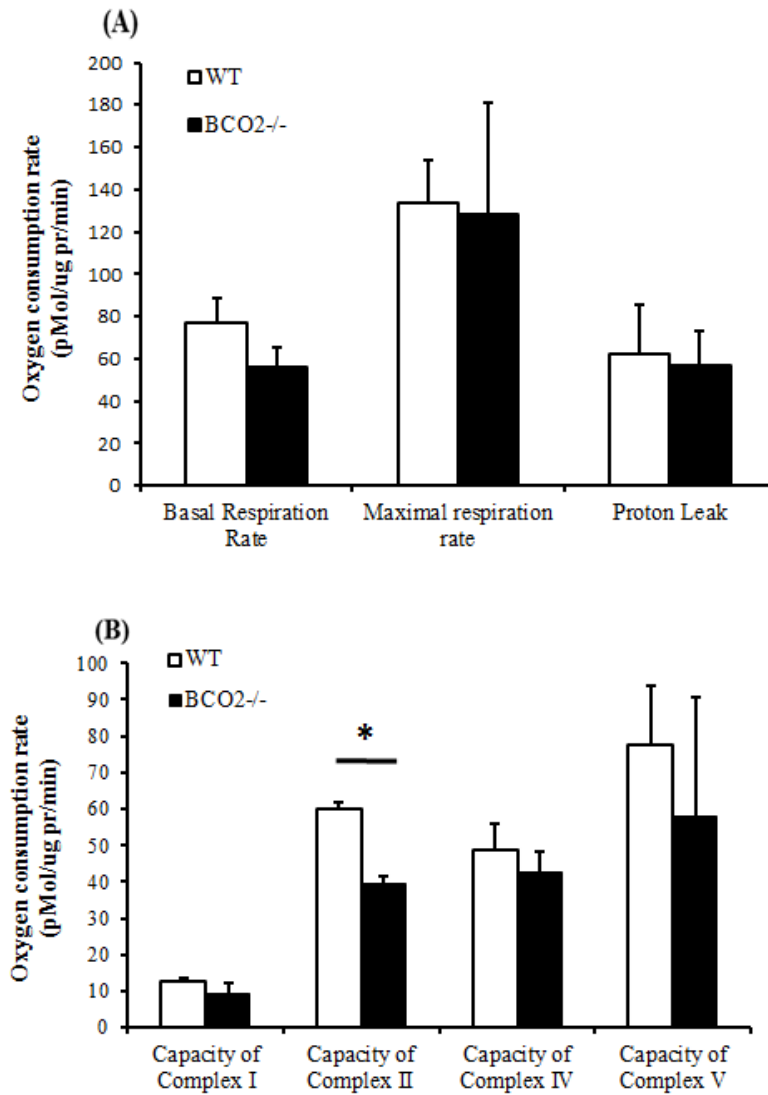 (A)
200
180
160
140
120
100
80
60
40
20
0
Oxygen consumption rate
(pMol/ug pr/min)
WT
BCO2-/-
Basal Respiration
Rate
Maximal respiration
rate
Proton Leak
(B)
100
90
80
70
60
50
40
30
20
10
0
Oxygen consumption rate
(pMol/ug pr/min)
WT
BCO2-/-
*
Capacity of
Complex I
Capacity of
Complex II
Capacity of
Complex IV
Capacity of
Complex V